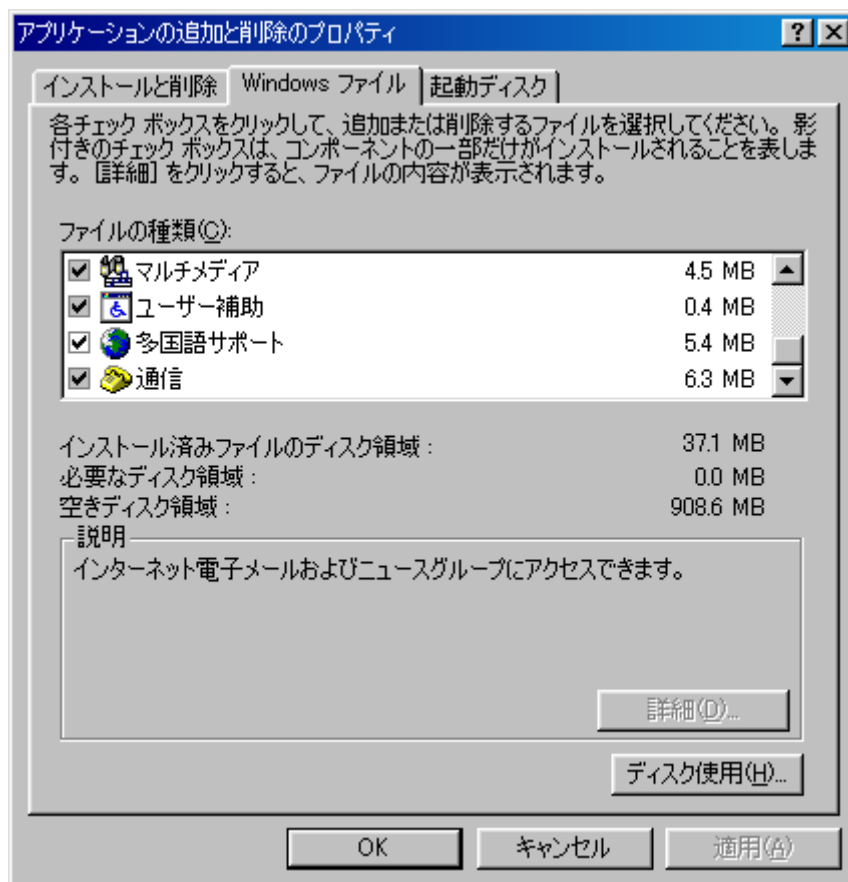 アプリケーションの追加と削除のプロパティ
インストールと削除 Windows ファイル 起動ディスク
各チェック ボックスをクリックして、追加または削除するファイルを選択してください。影
付きのチェック ボックスは、コンポーネントの一部だけがインストールされることを表しま
す。[詳細] をクリックすると、ファイルの内容が表示されます。
ファイルの種類(C):
マルチメディア 4.5 MB
ユーザー補助 0.4 MB
多国語サポート 5.4 MB
通信 6.3 MB
インストール済みファイルのディスク領域: 37.1 MB
必要なディスク領域: 0.0 MB
空きディスク領域: 908.6 MB
説明
インターネット電子メールおよびニュースグループにアクセスできます。
詳細(D)...
ディスク使用(H)...
OK キャンセル 適用(A)